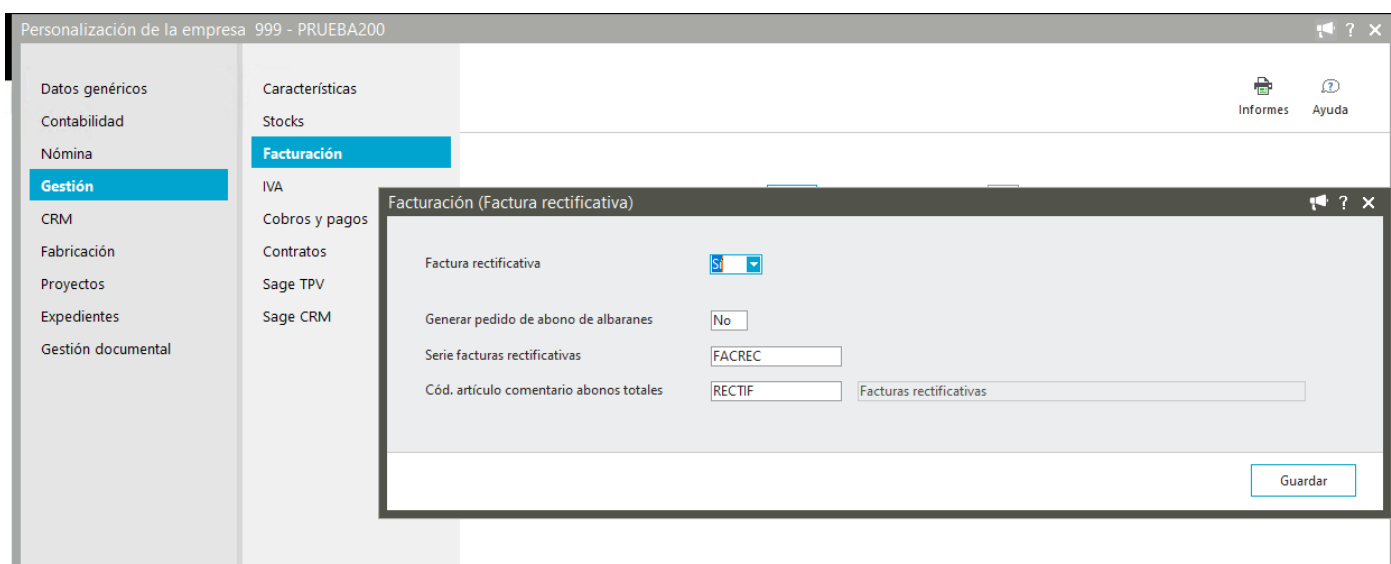 Personalización de la empresa 999 - PRUEBA200 ?
Datos genéricos
Contabilidad
Nómina
Gestión
CRM
Fabricación
Proyectos
Expedientes
Gestión documental
Características
Stocks
Facturación
IVA
Cobros y pagos
Contratos
Sage TPV
Sage CRM
Informes
? Ayuda
Facturación (Factura rectificativa) ?
Factura rectificativa Sí
Generar pedido de abono de albaranes No
Serie facturas rectificativas FACREC
Cód. artículo comentario abonos totales RECTIF Facturas rectificativas
Guardar